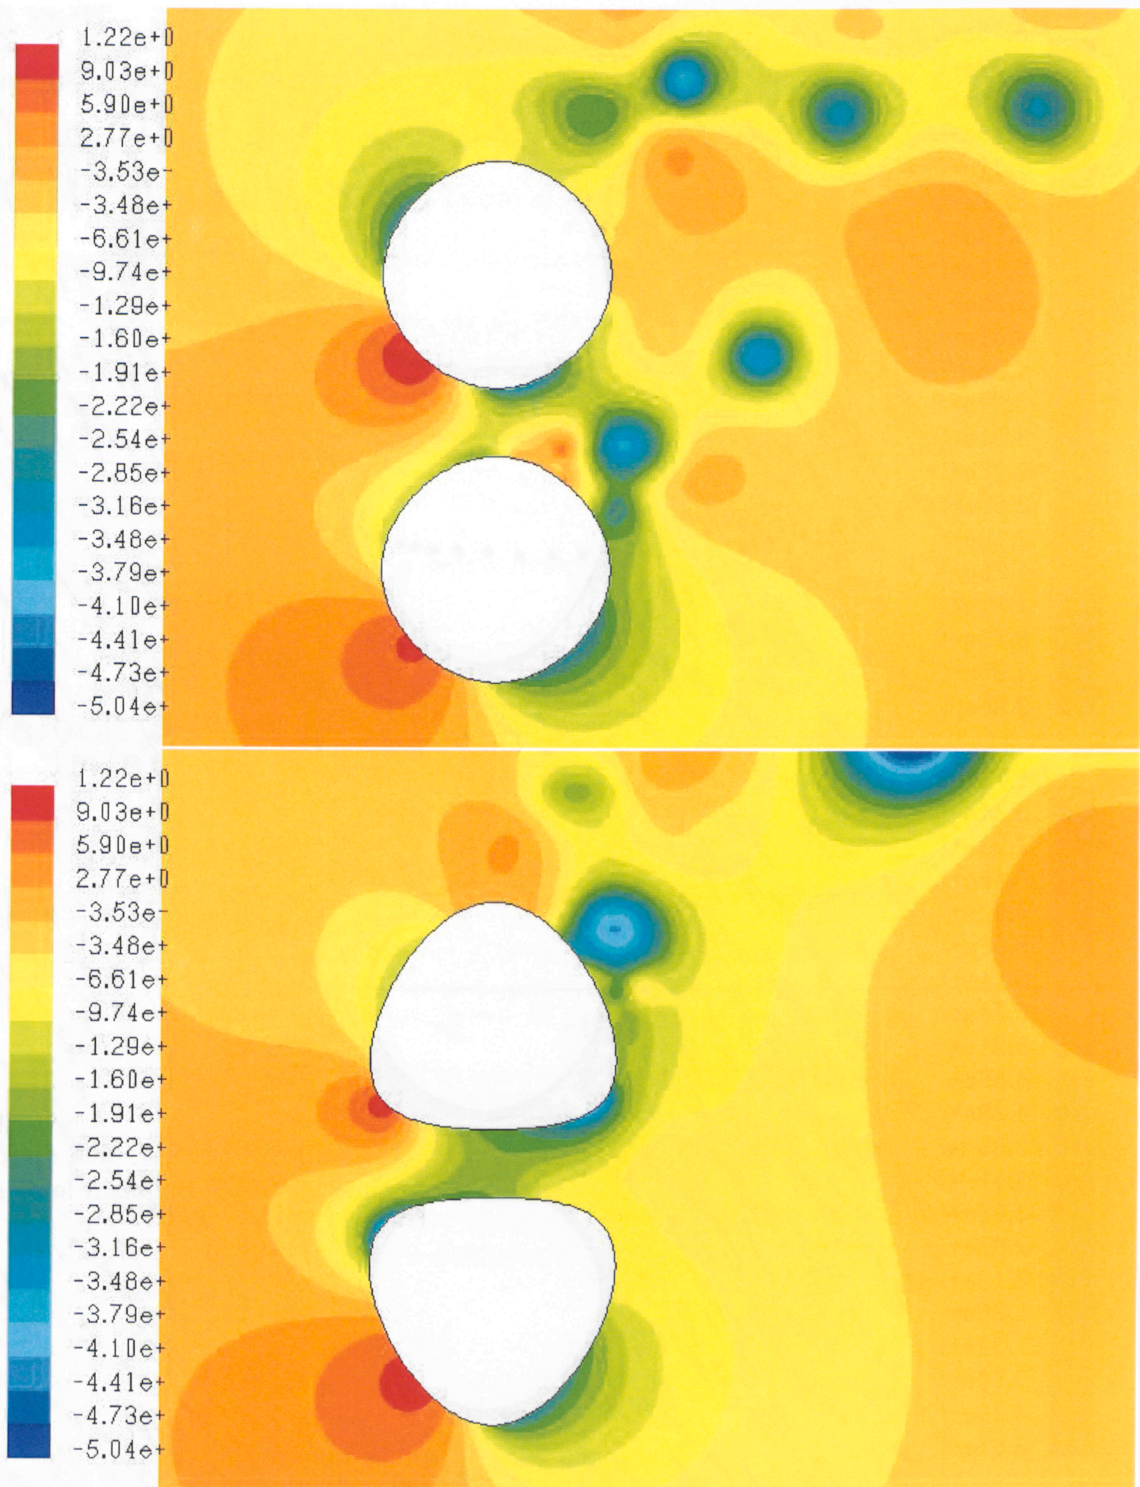 1.22e+0
9.03e+0
5.90e+0
2.77e+0
-3.53e-
-3.48e+
-6.61e+
-9.74e+
-1.29e+
-1.60e+
-1.91e+
-2.22e+
-2.54e+
-2.85e+
-3.16e+
-3.48e+
-3.79e+
-4.10e+
-4.41e+
-4.73e+
-5.04e+
1.22e+0
9.03e+0
5.90e+0
2.77e+0
-3.53e-
-3.48e+
-6.61e+
-9.74e+
-1.29e+
-1.60e+
-1.91e+
-2.22e+
-2.54e+
-2.85e+
-3.16e+
-3.48e+
-3.79e+
-4.10e+
-4.41e+
-4.73e+
-5.04e+